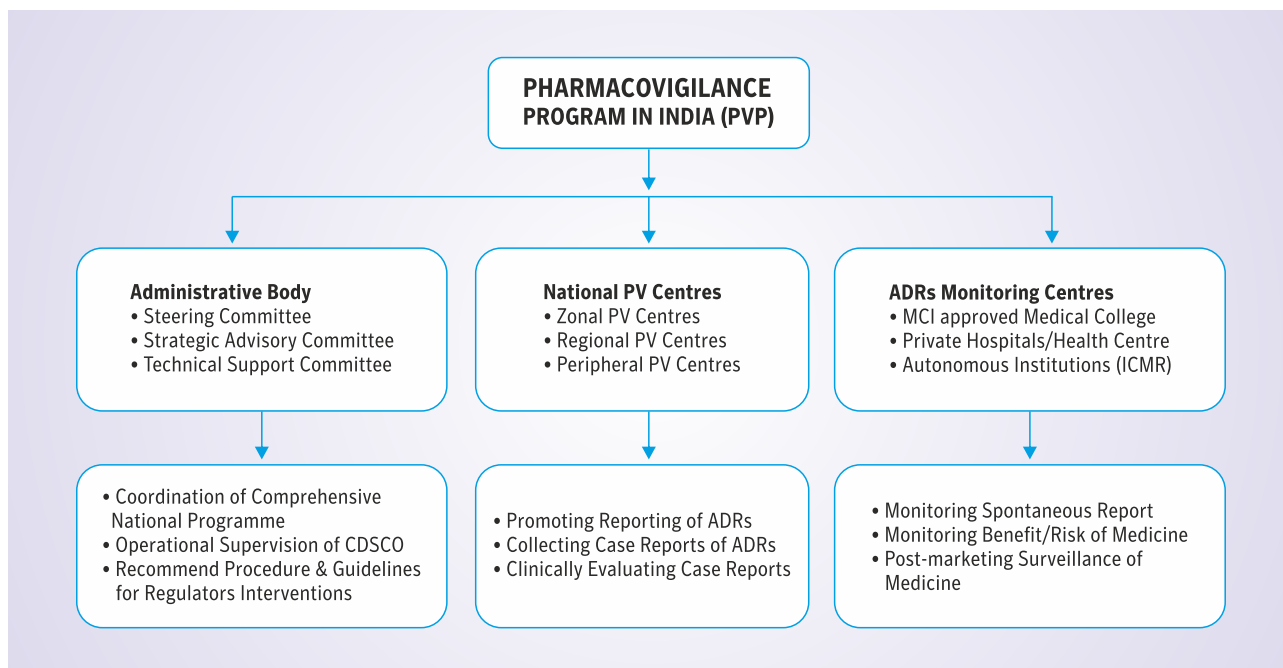 PHARMACOVIGILANCE
PROGRAM IN INDIA (PVP)
Administrative Body
• Steering Committee
• Strategic Advisory Committee
• Technical Support Committee
National PV Centres
• Zonal PV Centres
• Regional PV Centres
• Peripheral PV Centres
ADRs Monitoring Centres
• MCI approved Medical College
• Private Hospitals/Health Centre
• Autonomous Institutions (ICMR)
• Coordination of Comprehensive
National Programme
• Operational Supervision of CDSCO
• Recommend Procedure & Guidelines
for Regulators Interventions
• Promoting Reporting of ADRs
• Collecting Case Reports of ADRs
• Clinically Evaluating Case Reports
• Monitoring Spontaneous Report
• Monitoring Benefit/Risk of Medicine
• Post-marketing Surveillance of
Medicine